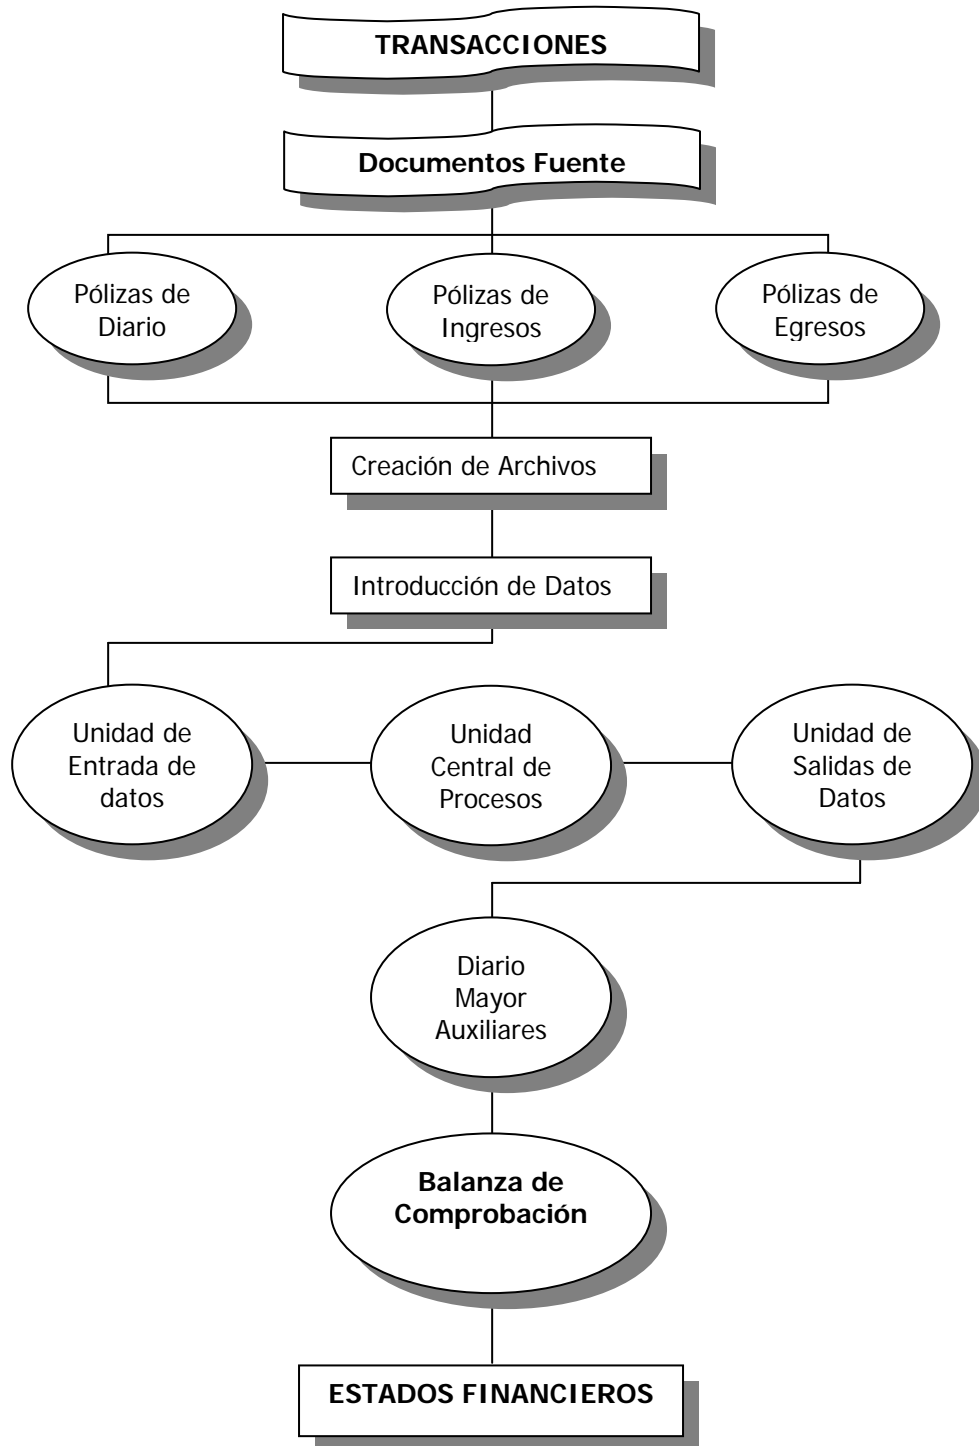 TRANSACCIONES
Documentos Fuente
Pólizas de
Diario
Pólizas de
Ingresos
Pólizas de
Egresos
Creación de Archivos
Introducción de Datos
Unidad de
Entrada de
datos
Unidad
Central de
Procesos
Unidad de
Salidas de
Datos
Diario
Mayor
Auxiliares
Balanza de
Comprobación
ESTADOS FINANCIEROS